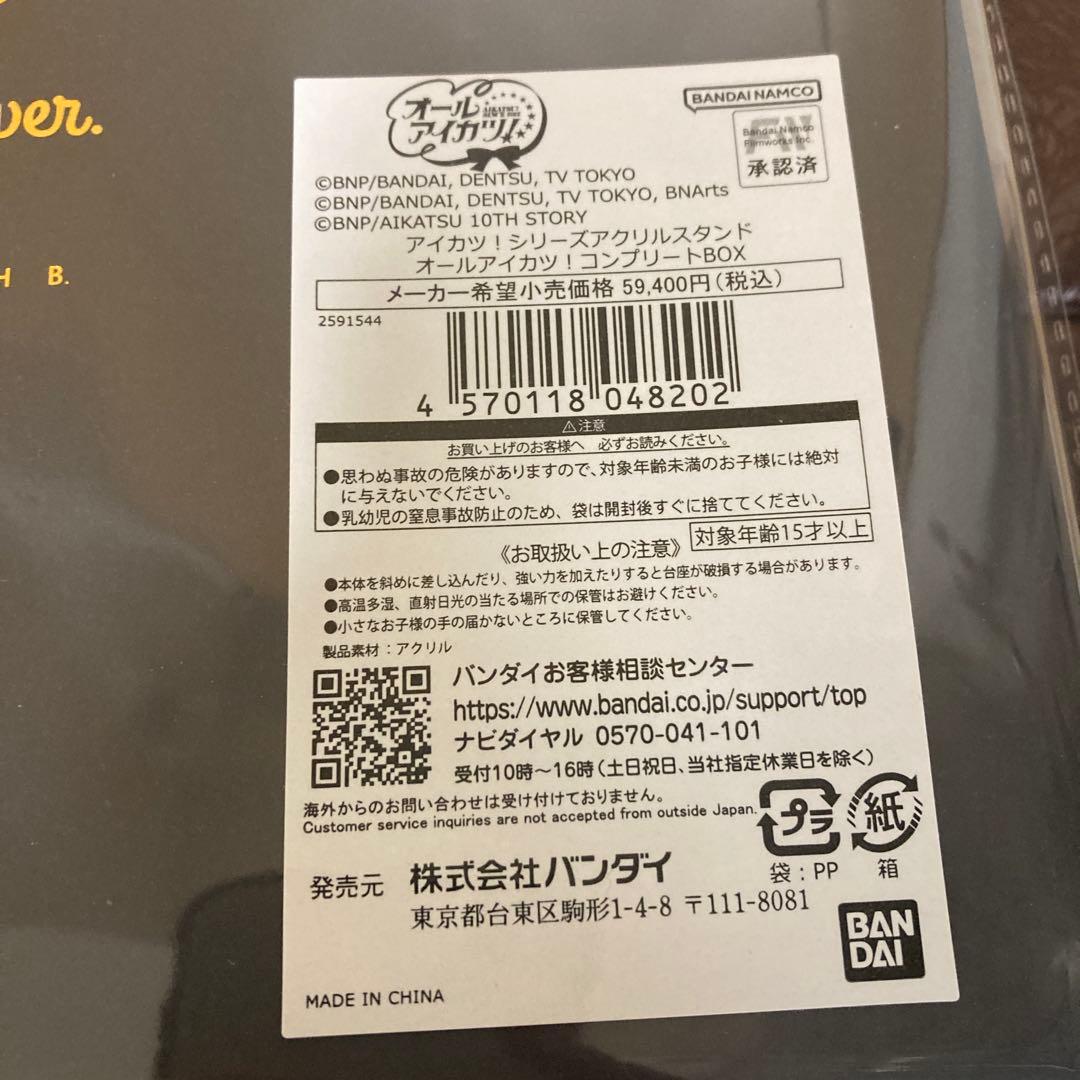 ver.
H B.
オール
アイカツ!
BANDAI NAMCO
Bandai Namco
Filmworks Inc.
承認済
©BNP/BANDAI, DENTSU, TV TOKYO
©BNP/BANDAI, DENTSU, TV TOKYO, BNArts
©BNP/AIKATSU 10TH STORY
アイカツ！シリーズアクリルスタンド
オールアイカツ！コンプリートBOX
メーカー希望小売価格 59,400円（税込）
2591544
4 570118 048202
⚠注意
お買い上げのお客様へ 必ずお読みください。
●思わぬ事故の危険がありますので、対象年齢未満のお子様には絶対
に与えないでください。
●乳幼児の窒息事故防止のため、袋は開封後すぐに捨ててください。
《お取扱い上の注意》
対象年齢15才以上
●本体を斜めに差し込んだり、強い力を加えたりすると台座が破損する場合があります。
●高温多湿、直射日光の当たる場所での保管はお避けください。
●小さなお子様の手の届かないところに保管してください。
製品素材：アクリル
バンダイお客様相談センター
https://www.bandai.co.jp/support/top
ナビダイヤル 0570-041-101
受付10時～16時（土日祝日、当社指定休業日を除く）
海外からのお問い合わせは受け付けておりません。
Customer service inquiries are not accepted from outside Japan.
プラ
紙
袋：PP
箱
発売元 株式会社バンダイ
東京都台東区駒形1-4-8 〒111-8081
BAN
DAI
MADE IN CHINA